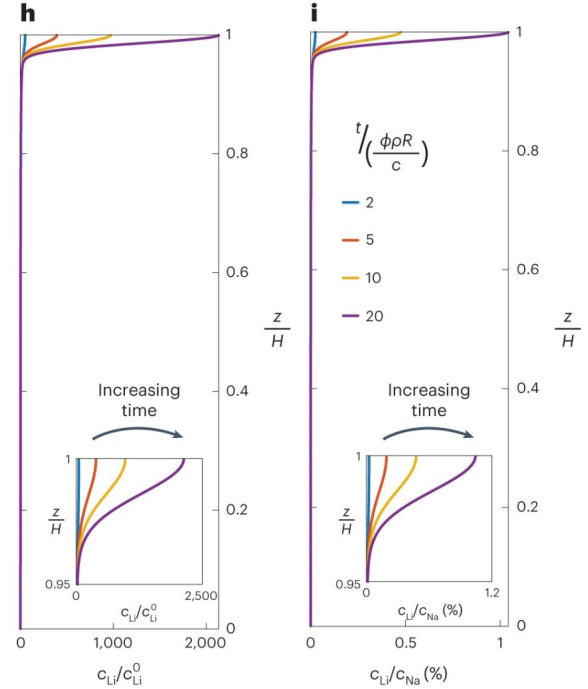 h
1
0.8
0.6
z
H
0.4
Increasing
time
1
z
H
0.95
0
2,500
c_Li/c_Li^0
0.2
0
0
1,000
2,000
c_Li/c_Li^0
i
1
t/(ϕρR/c)
0.8
2
5
10
20
0.6
z
H
0.4
Increasing
time
1
z
H
0.95
0
1.2
c_Li/c_Na (%)
0.2
0
0
0.5
1
c_Li/c_Na (%)